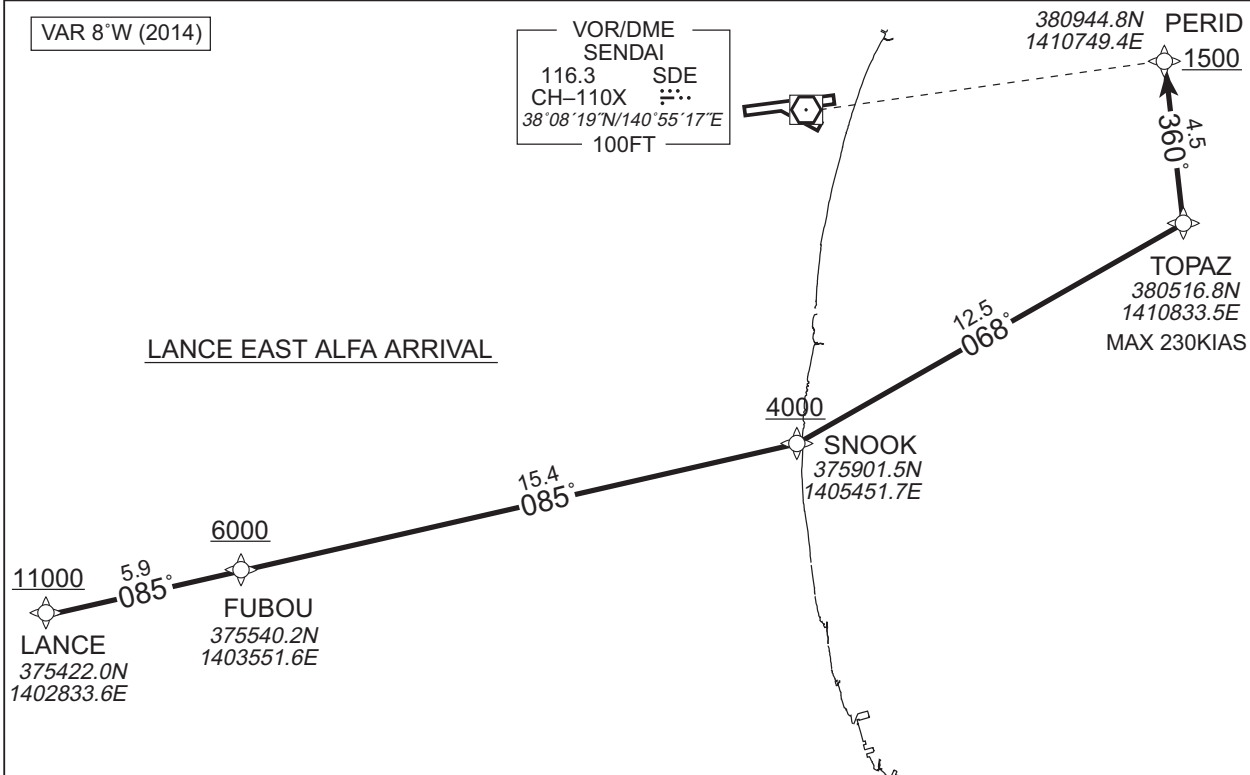 VAR 8°W (2014)
VOR/DME
SENDAI
116.3 SDE
CH–110X
38°08´19˝N/140°55´17˝E
100FT
380944.8N
1410749.4E
PERID
1500
4.5
360°
TOPAZ
380516.8N
1410833.5E
MAX 230KIAS
12.5
068°
LANCE EAST ALFA ARRIVAL
4000
SNOOK
375901.5N
1405451.7E
15.4
085°
6000
FUBOU
375540.2N
1403551.6E
5.9
085°
11000
LANCE
375422.0N
1402833.6E